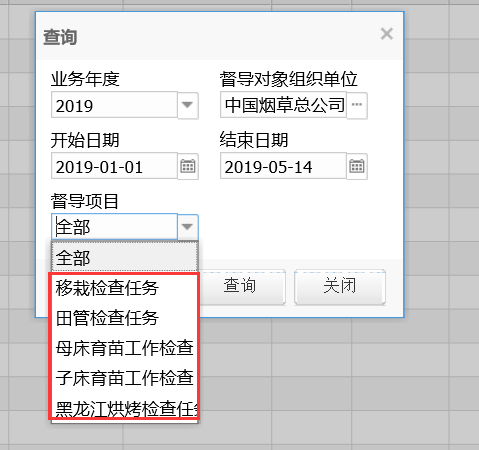 查询
业务年度 督导对象组织单位
2019 中国烟草总公司
开始日期 结束日期
2019-01-01 2019-05-14
督导项目
全部
全部
移栽检查任务
查询 关闭
田管检查任务
母床育苗工作检查
子床育苗工作检查
黑龙江烘烤检查任务